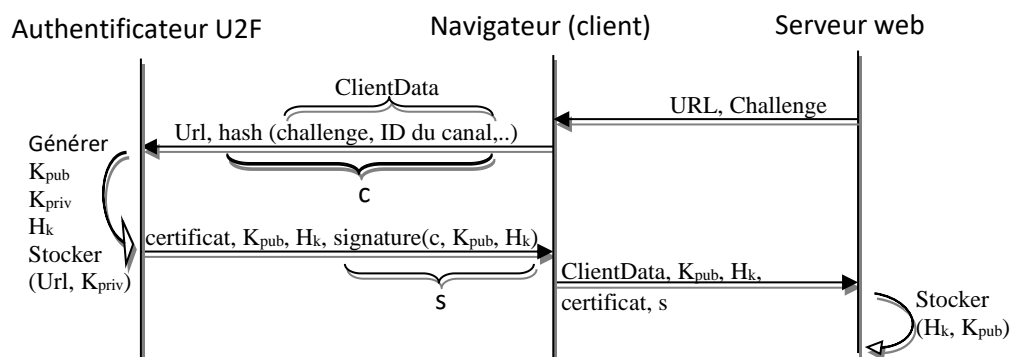 Authentificateur U2F
Navigateur (client)
Serveur web
ClientData
URL, Challenge
Url, hash (challenge, ID du canal,..)
c
Générer
Kpub
Kpriv
Hk
Stocker
(Url, Kpriv)
certificat, Kpub, Hk, signature(c, Kpub, Hk)
s
ClientData, Kpub, Hk,
certificat, s
Stocker
(Hk, Kpub)